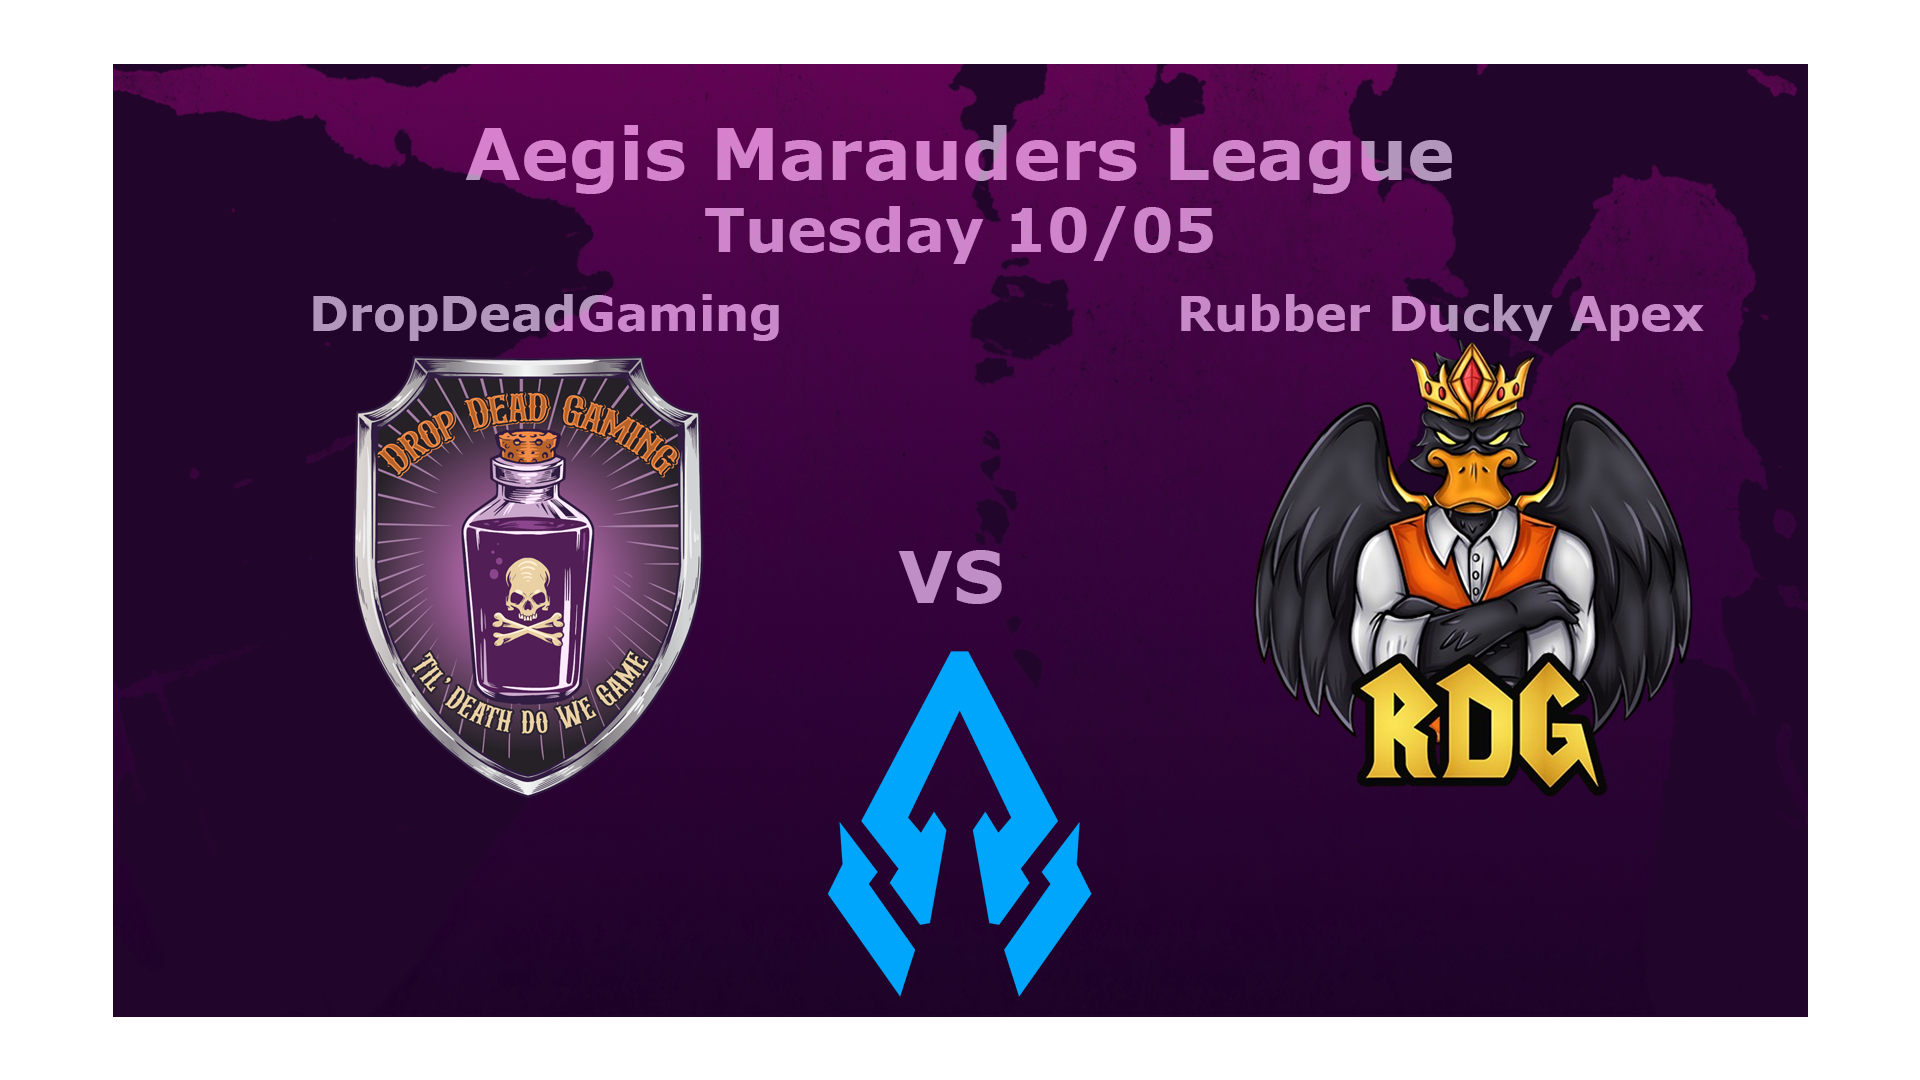 Aegis Marauders League
Tuesday 10/05
DropDeadGaming
Rubber Ducky Apex
DROP DEAD GAMING
TIL' DEATH DO WE GAME
VS
RDG